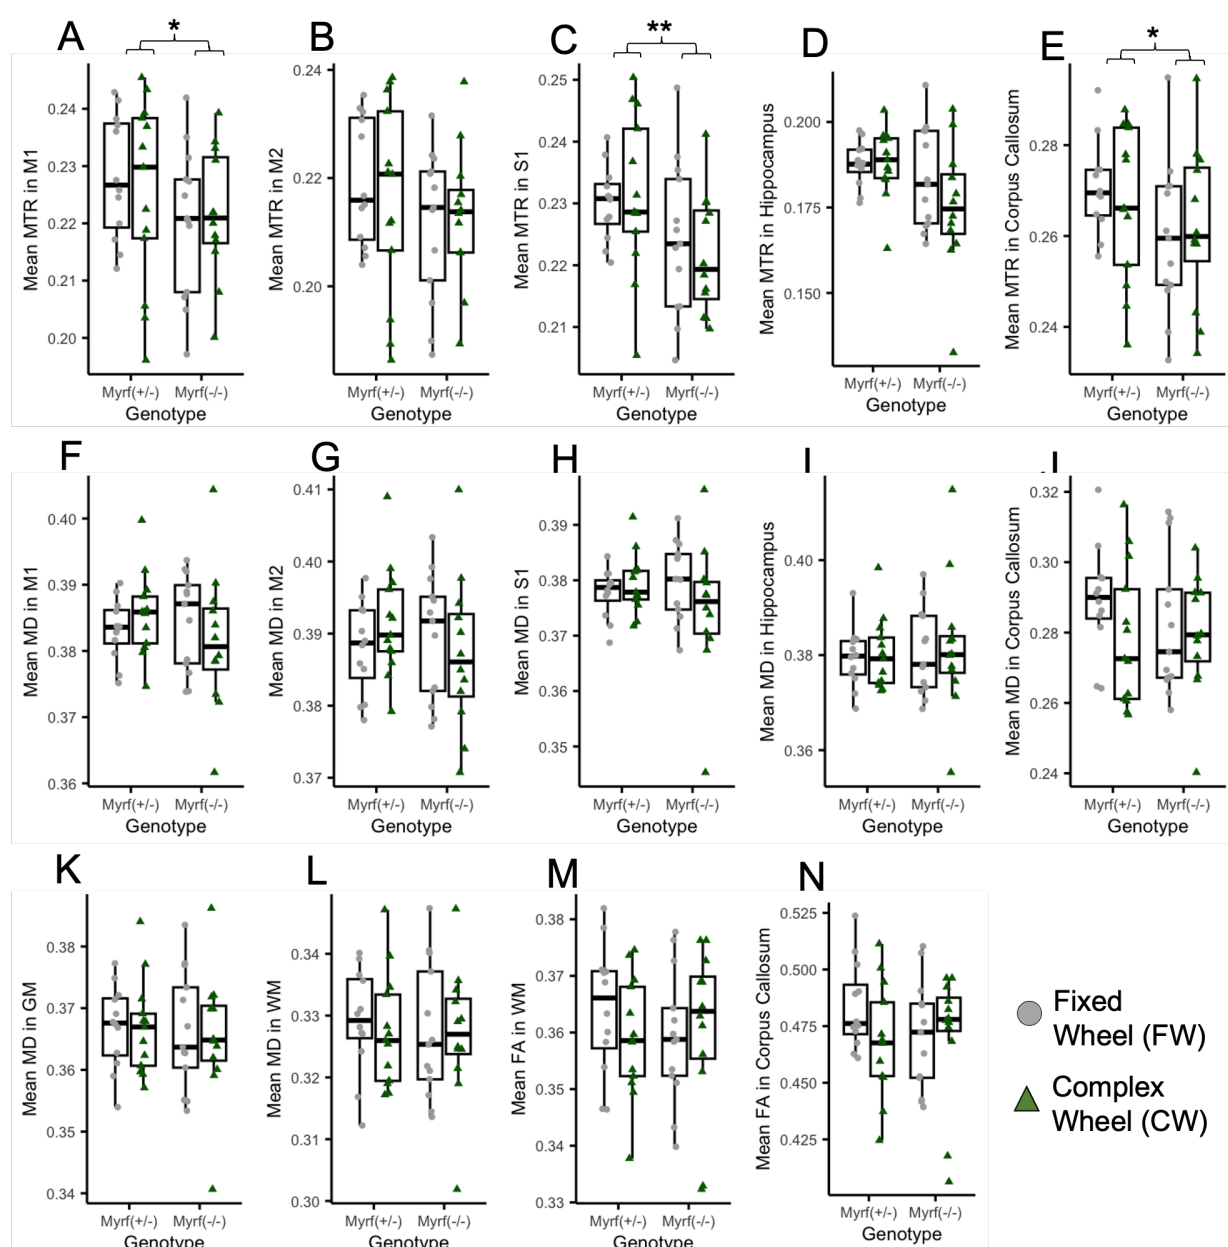 A
*
Mean MTR in M1
0.24
0.23
0.22
0.21
0.20
Myrf(+/-) Myrf(-/-)
Genotype
B
Mean MTR in M2
0.24
0.22
0.20
Myrf(+/-) Myrf(-/-)
Genotype
C
**
Mean MTR in S1
0.25
0.24
0.23
0.22
0.21
Myrf(+/-) Myrf(-/-)
Genotype
D
Mean MTR in Hippocampus
0.200
0.175
0.150
Myrf(+/-) Myrf(-/-)
Genotype
E
*
Mean MTR in Corpus Callosum
0.28
0.26
0.24
Myrf(+/-) Myrf(-/-)
Genotype
F
Mean MD in M1
0.40
0.39
0.38
0.37
0.36
Myrf(+/-) Myrf(-/-)
Genotype
G
Mean MD in M2
0.41
0.40
0.39
0.38
0.37
Myrf(+/-) Myrf(-/-)
Genotype
H
Mean MD in S1
0.39
0.38
0.37
0.36
0.35
Myrf(+/-) Myrf(-/-)
Genotype
I
Mean MD in Hippocampus
0.40
0.38
0.36
Myrf(+/-) Myrf(-/-)
Genotype
J
Mean MD in Corpus Callosum
0.32
0.30
0.28
0.26
0.24
Myrf(+/-) Myrf(-/-)
Genotype
K
Mean MD in GM
0.38
0.37
0.36
0.35
0.34
Myrf(+/-) Myrf(-/-)
Genotype
L
Mean MD in WM
0.34
0.33
0.32
0.31
0.30
Myrf(+/-) Myrf(-/-)
Genotype
M
Mean FA in WM
0.38
0.37
0.36
0.35
0.34
0.33
Myrf(+/-) Myrf(-/-)
Genotype
N
Mean FA in Corpus Callosum
0.525
0.500
0.475
0.450
0.425
Myrf(+/-) Myrf(-/-)
Genotype
Fixed
Wheel (FW)
Complex
Wheel (CW)